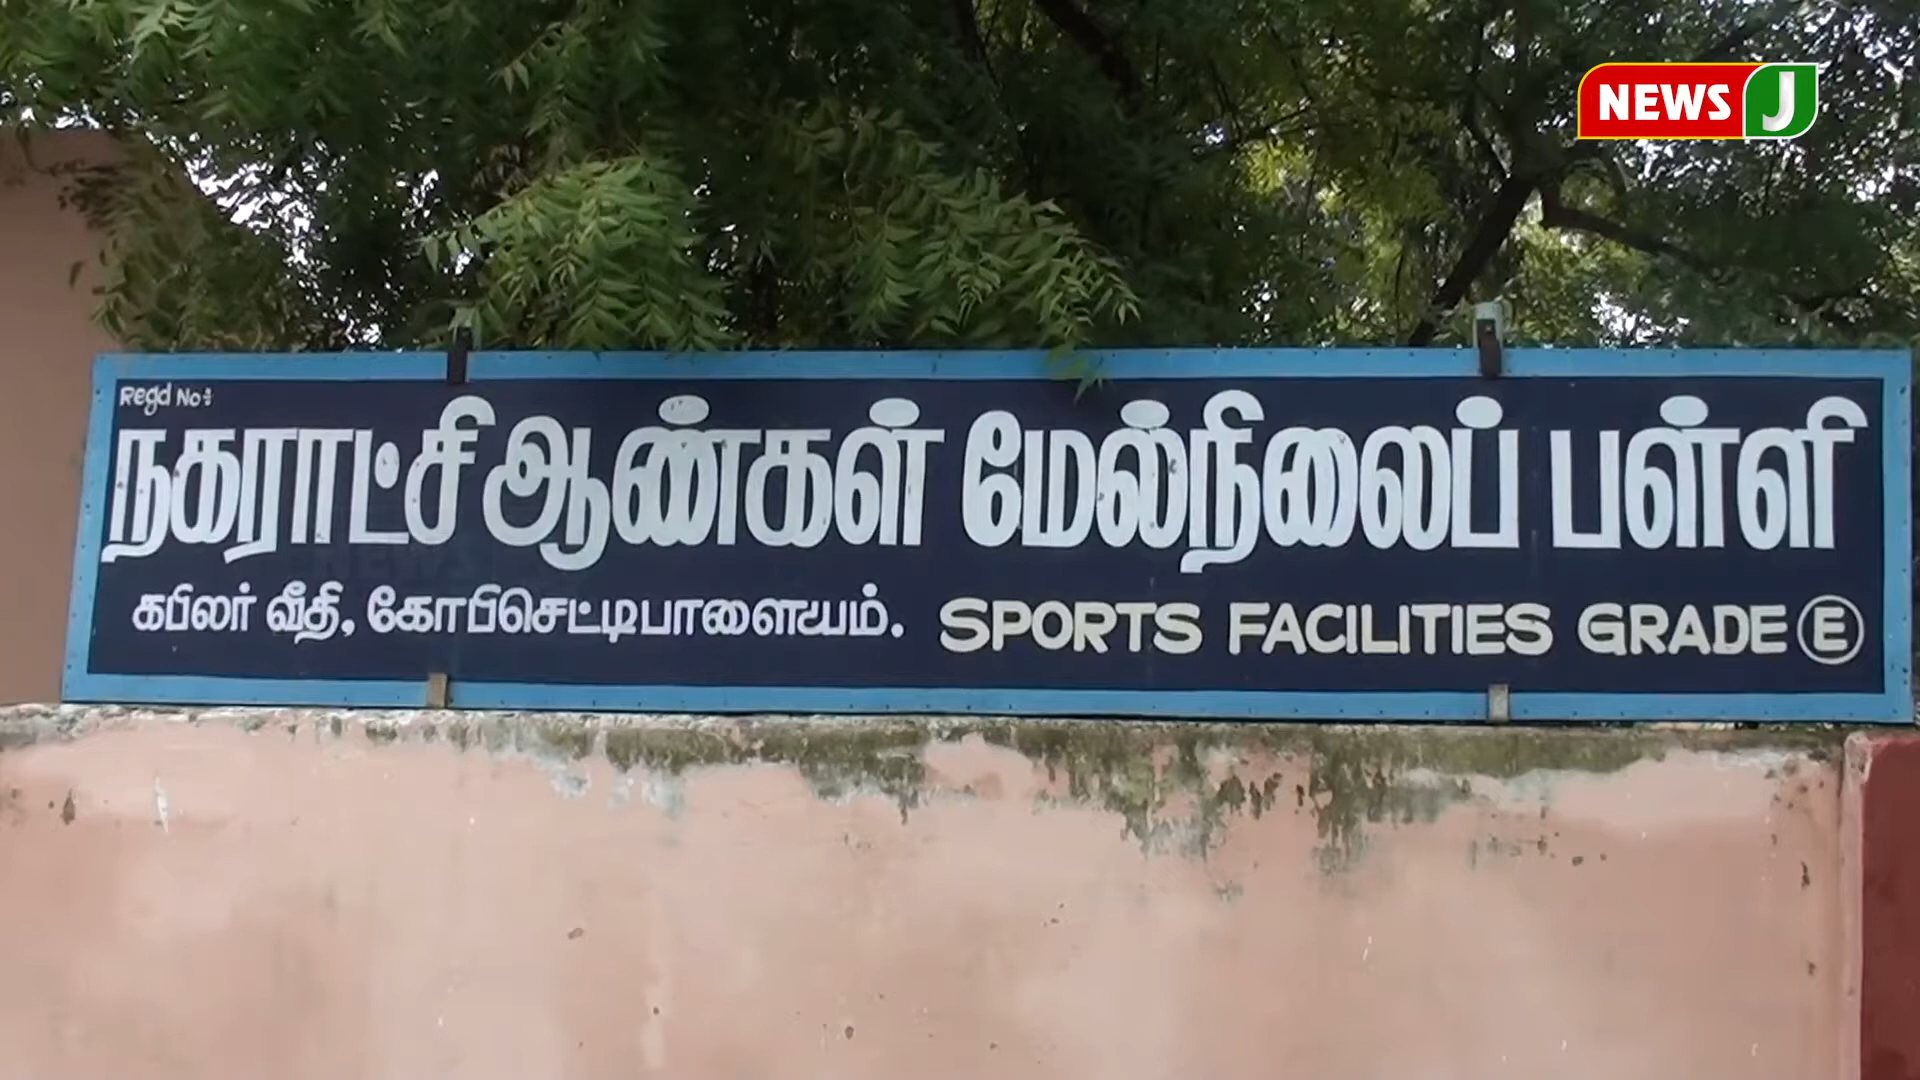 NEWS J
Regd No:
நகராட்சி ஆண்கள் மேல்நிலைப் பள்ளி
கபிலர் வீதி, கோபிசெட்டிபாளையம். SPORTS FACILITIES GRADE E